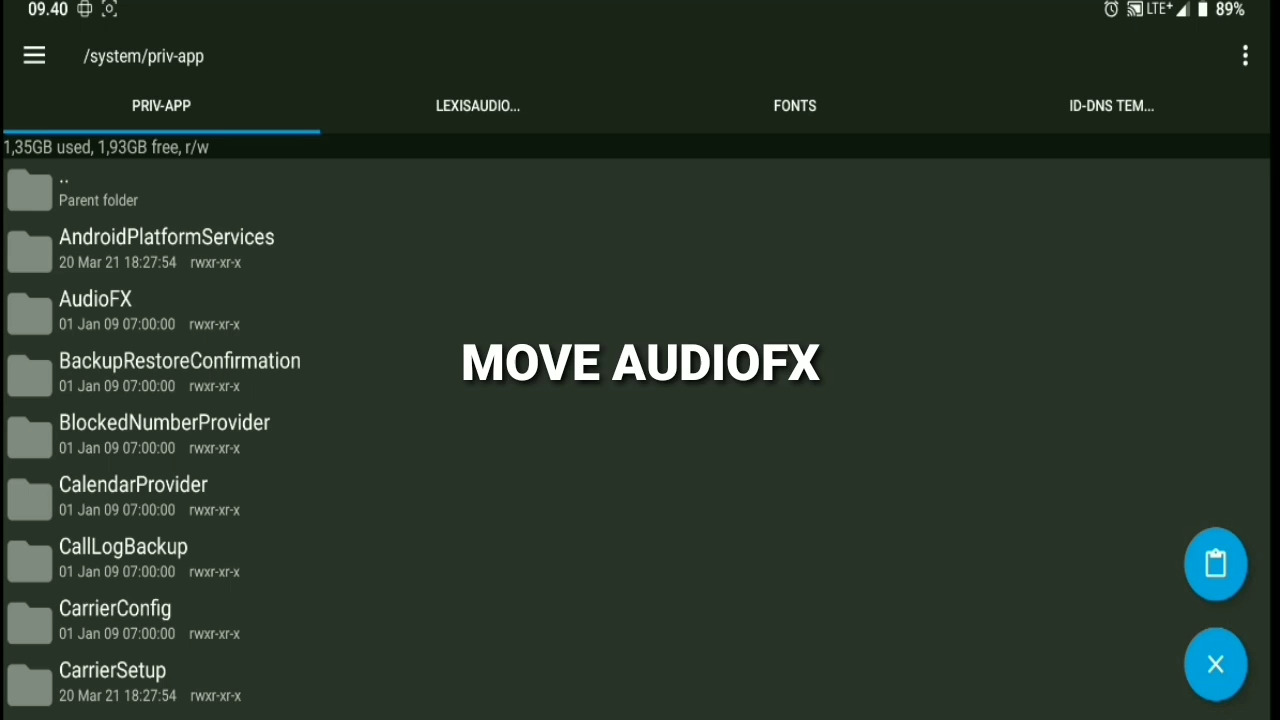 09.40 LTE+ 89%
/system/priv-app
PRIV-APP LEXISAUDIO... FONTS ID-DNS TEM...
1,35GB used, 1,93GB free, r/w
..
Parent folder
AndroidPlatformServices
20 Mar 21 18:27:54 rwxr-xr-x
AudioFX
01 Jan 09 07:00:00 rwxr-xr-x
MOVE AUDIOFX
BackupRestoreConfirmation
01 Jan 09 07:00:00 rwxr-xr-x
BlockedNumberProvider
01 Jan 09 07:00:00 rwxr-xr-x
CalendarProvider
01 Jan 09 07:00:00 rwxr-xr-x
CallLogBackup
01 Jan 09 07:00:00 rwxr-xr-x
CarrierConfig
01 Jan 09 07:00:00 rwxr-xr-x
CarrierSetup
20 Mar 21 18:27:54 rwxr-xr-x